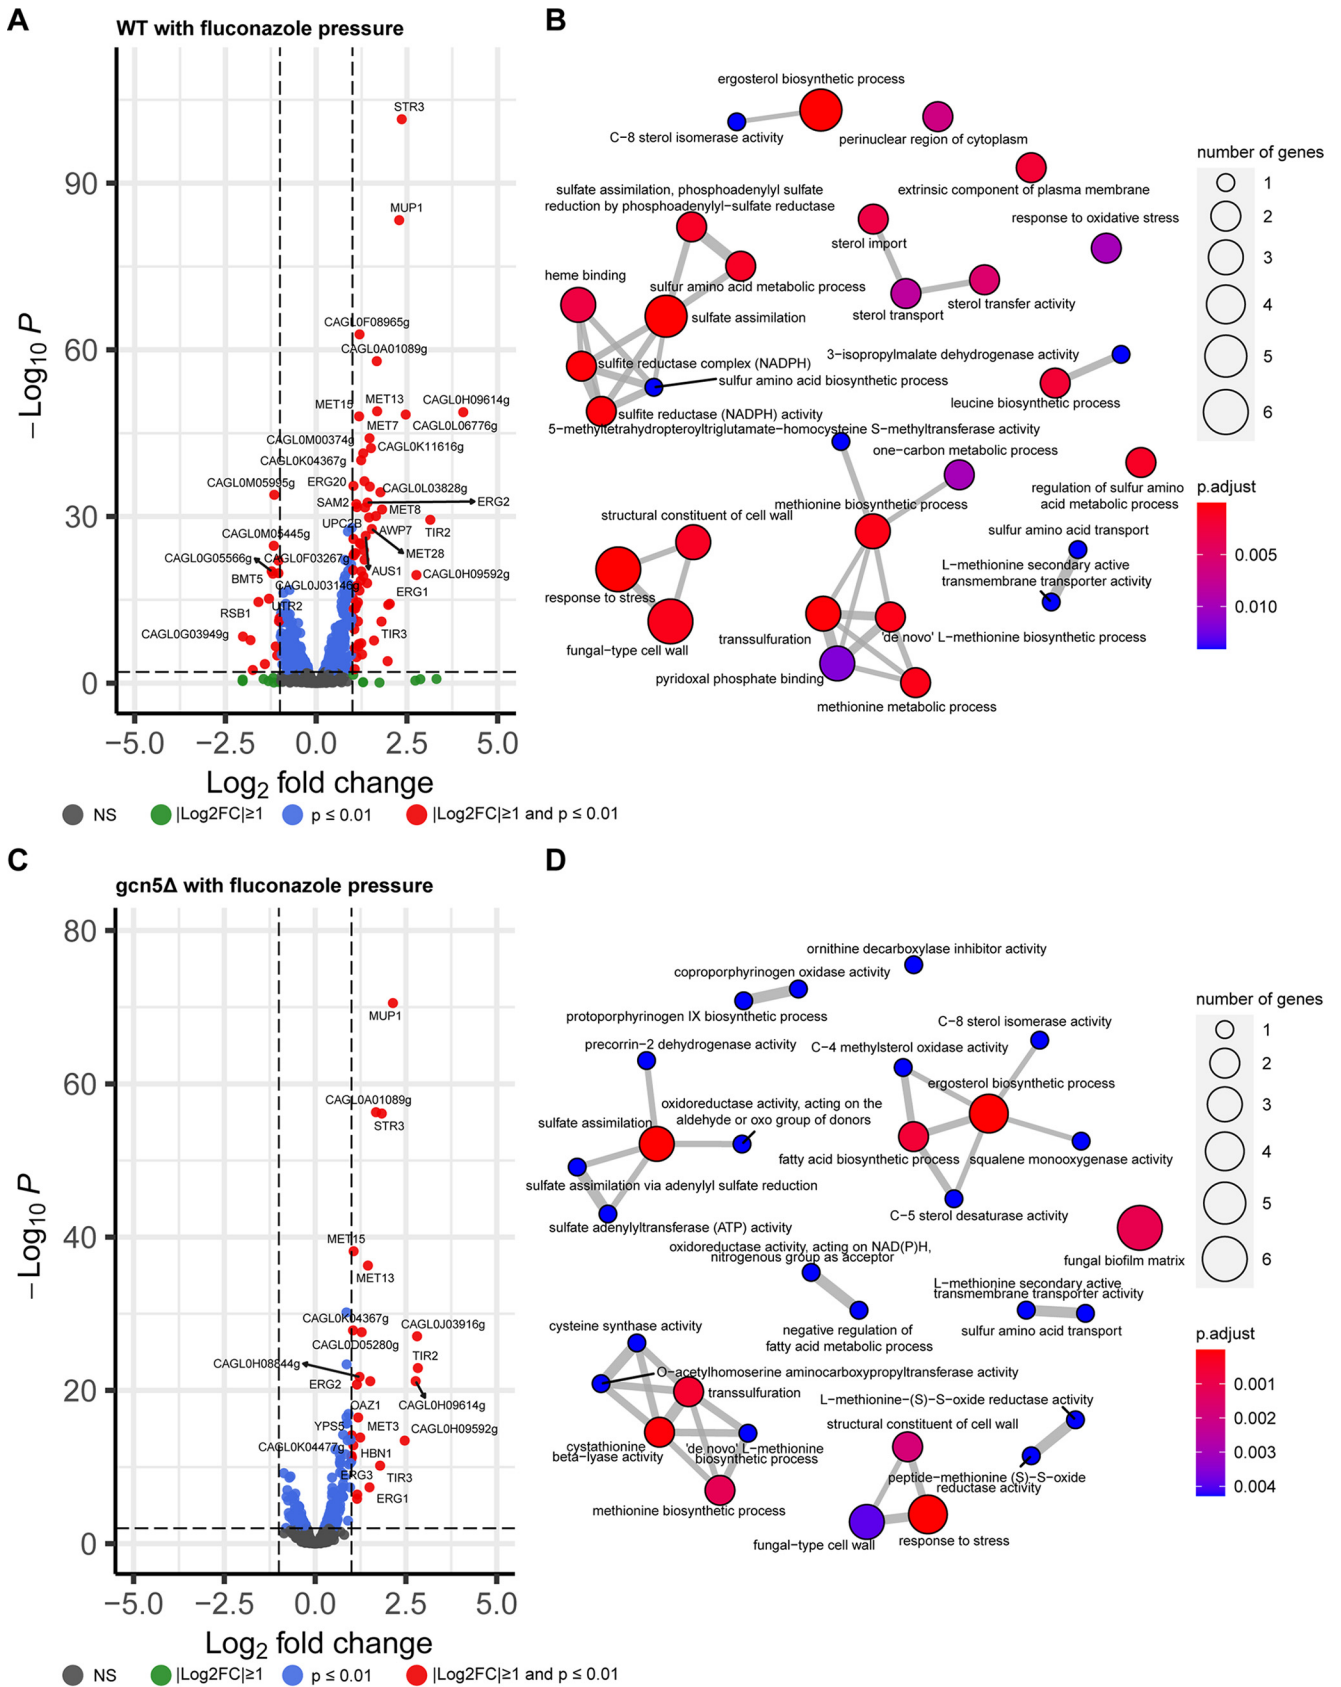 A
WT with fluconazole pressure
STR3
MUP1
CAGL0F08965g
CAGL0A01089g
MET15
MET13
CAGL0H09614g
CAGL0L06776g
MET7
CAGL0M00374g
CAGL0K11616g
CAGL0K04367g
CAGL0M05995g
ERG20
CAGL0L03828g
SAM2
ERG2
MET8
UPC2B
AWP7
TIR2
CAGL0M05445g
MET28
CAGL0G05566g
CAGL0F03267g
BMT5
CAGL0J03146g
AUS1
CAGL0H09592g
ERG1
RSB1
UTR2
CAGL0G03949g
TIR3
90
60
30
0
−Log10 P
−5.0
−2.5
0.0
2.5
5.0
Log2 fold change
NS
|Log2FC|≥1
p ≤ 0.01
|Log2FC|≥1 and p ≤ 0.01
B
ergosterol biosynthetic process
C−8 sterol isomerase activity
perinuclear region of cytoplasm
extrinsic component of plasma membrane
sulfate assimilation, phosphoadenylyl sulfate
reduction by phosphoadenylyl−sulfate reductase
response to oxidative stress
sterol import
heme binding
sulfur amino acid metabolic process
sterol transfer activity
sulfate assimilation
sterol transport
3−isopropylmalate dehydrogenase activity
sulfite reductase complex (NADPH)
sulfur amino acid biosynthetic process
leucine biosynthetic process
sulfite reductase (NADPH) activity
5−methyltetrahydropteroyltriglutamate−homocysteine S−methyltransferase activity
one−carbon metabolic process
regulation of sulfur amino
acid metabolic process
methionine biosynthetic process
structural constituent of cell wall
sulfur amino acid transport
L−methionine secondary active
transmembrane transporter activity
response to stress
fungal−type cell wall
transsulfuration
'de novo' L−methionine biosynthetic process
pyridoxal phosphate binding
methionine metabolic process
number of genes
1
2
3
4
5
6
p.adjust
0.005
0.010
C
gcn5Δ with fluconazole pressure
MUP1
CAGL0A01089g
STR3
MET15
MET13
CAGL0K04367g
CAGL0J03916g
CAGL0D05280g
TIR2
CAGL0H08844g
ERG2
CAGL0H09614g
OAZ1
YPS5
MET3
CAGL0H09592g
CAGL0K04477g
HBN1
ERG3
TIR3
ERG1
80
60
40
20
0
−Log10 P
−5.0
−2.5
0.0
2.5
5.0
Log2 fold change
NS
|Log2FC|≥1
p ≤ 0.01
|Log2FC|≥1 and p ≤ 0.01
D
ornithine decarboxylase inhibitor activity
coproporphyrinogen oxidase activity
protoporphyrinogen IX biosynthetic process
C−8 sterol isomerase activity
precorrin−2 dehydrogenase activity
C−4 methylsterol oxidase activity
ergosterol biosynthetic process
oxidoreductase activity, acting on the
aldehyde or oxo group of donors
sulfate assimilation
fatty acid biosynthetic process
squalene monooxygenase activity
sulfate assimilation via adenylyl sulfate reduction
C−5 sterol desaturase activity
sulfate adenylyltransferase (ATP) activity
oxidoreductase activity, acting on NAD(P)H,
nitrogenous group as acceptor
fungal biofilm matrix
L−methionine secondary active
transmembrane transporter activity
negative regulation of
fatty acid metabolic process
sulfur amino acid transport
cysteine synthase activity
O−acetylhomoserine aminocarboxypropyltransferase activity
transsulfuration
L−methionine−(S)−S−oxide reductase activity
structural constituent of cell wall
cystathionine
beta−lyase activity
'de novo' L−methionine
biosynthetic process
peptide−methionine (S)−S−oxide
reductase activity
methionine biosynthetic process
fungal−type cell wall
response to stress
number of genes
1
2
3
4
5
6
p.adjust
0.001
0.002
0.003
0.004